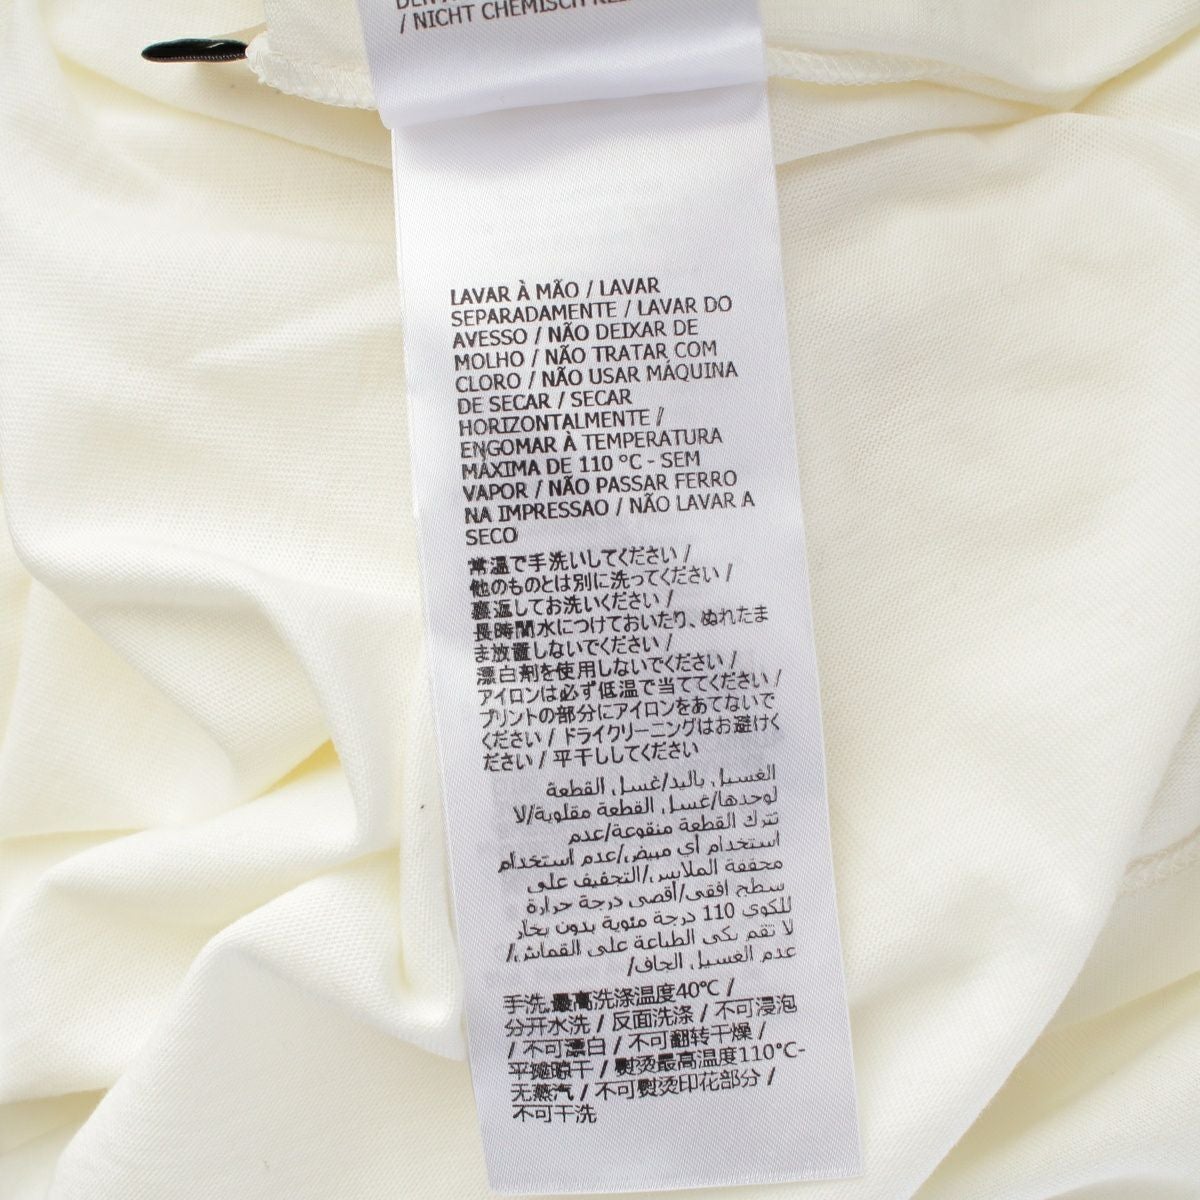 / NICHT CHEMISCH
LAVAR À MÃO / LAVAR
SEPARADAMENTE / LAVAR DO
AVESSO / NÃO DEIXAR DE
MOLHO / NÃO TRATAR COM
CLORO / NÃO USAR MÁQUINA
DE SECAR / SECAR
HORIZONTALMENTE /
ENGOMAR À TEMPERATURA
MÁXIMA DE 110 °C - SEM
VAPOR / NÃO PASSAR FERRO
NA IMPRESSAO / NÃO LAVAR A
SECO
常温で手洗いしてください /
他のものとは別に洗ってください /
裏返してお洗いください /
長時間水につけておいたり、ぬれたま
ま放置しないでください /
漂白剤を使用しないでください /
アイロンは必ず低温で当ててください /
プリントの部分にアイロンをあてないで
ください / ドライクリーニングはお避けく
ださい / 平干ししてください
الغسيل باليد/غسل القطعة
لوحدها/غسل القطعة مقلوبة/لا
تترك القطعة منقوعة/عدم
استخدام أي مبيض/عدم استخدام
مجففة الملابس/التجفيف على
سطح افقي/أقصى درجة حرارة
للكوي 110 درجة مئوية بدون بخار
لا تقم بكي الطباعة على القماش/
عدم الغسيل الجاف/
手洗,最高洗涤温度40°C /
分开水洗 / 反面洗涤 / 不可浸泡
/ 不可漂白 / 不可翻转干燥 /
平摊晾干 / 熨烫最高温度110°C-
无蒸汽 / 不可熨烫印花部分 /
不可干洗